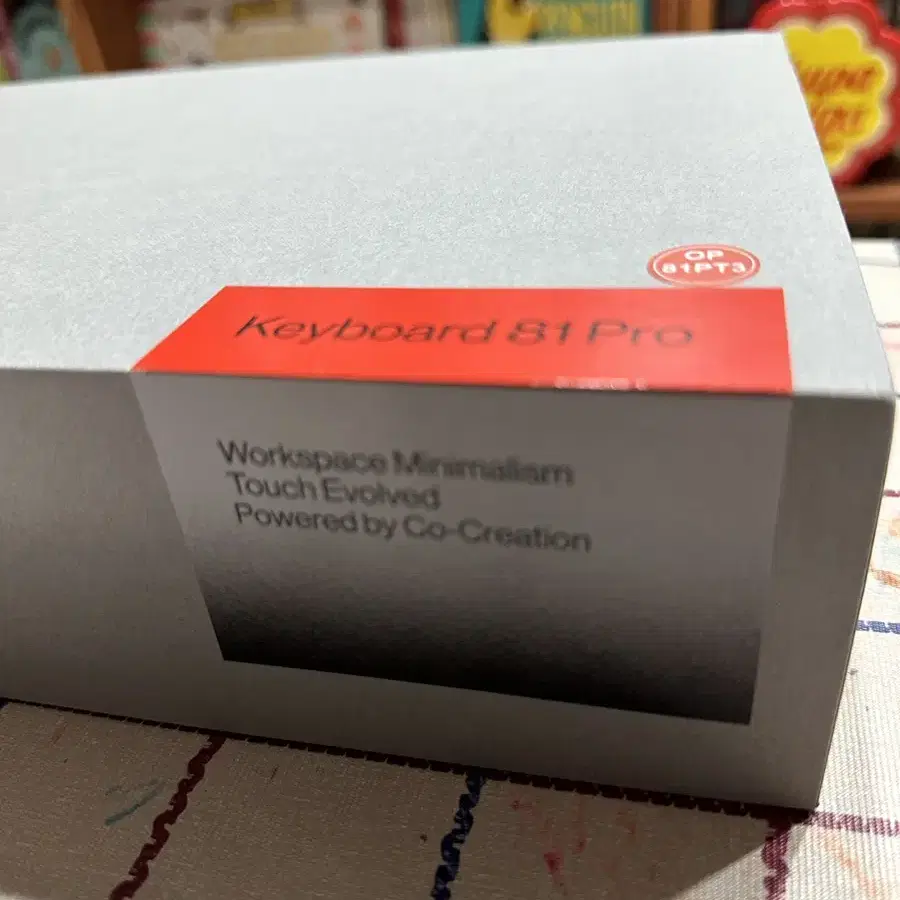 OP
81PT3
Keyboard 81 Pro
Workspace Minimalism
Touch Evolved
Powered by Co-Creation